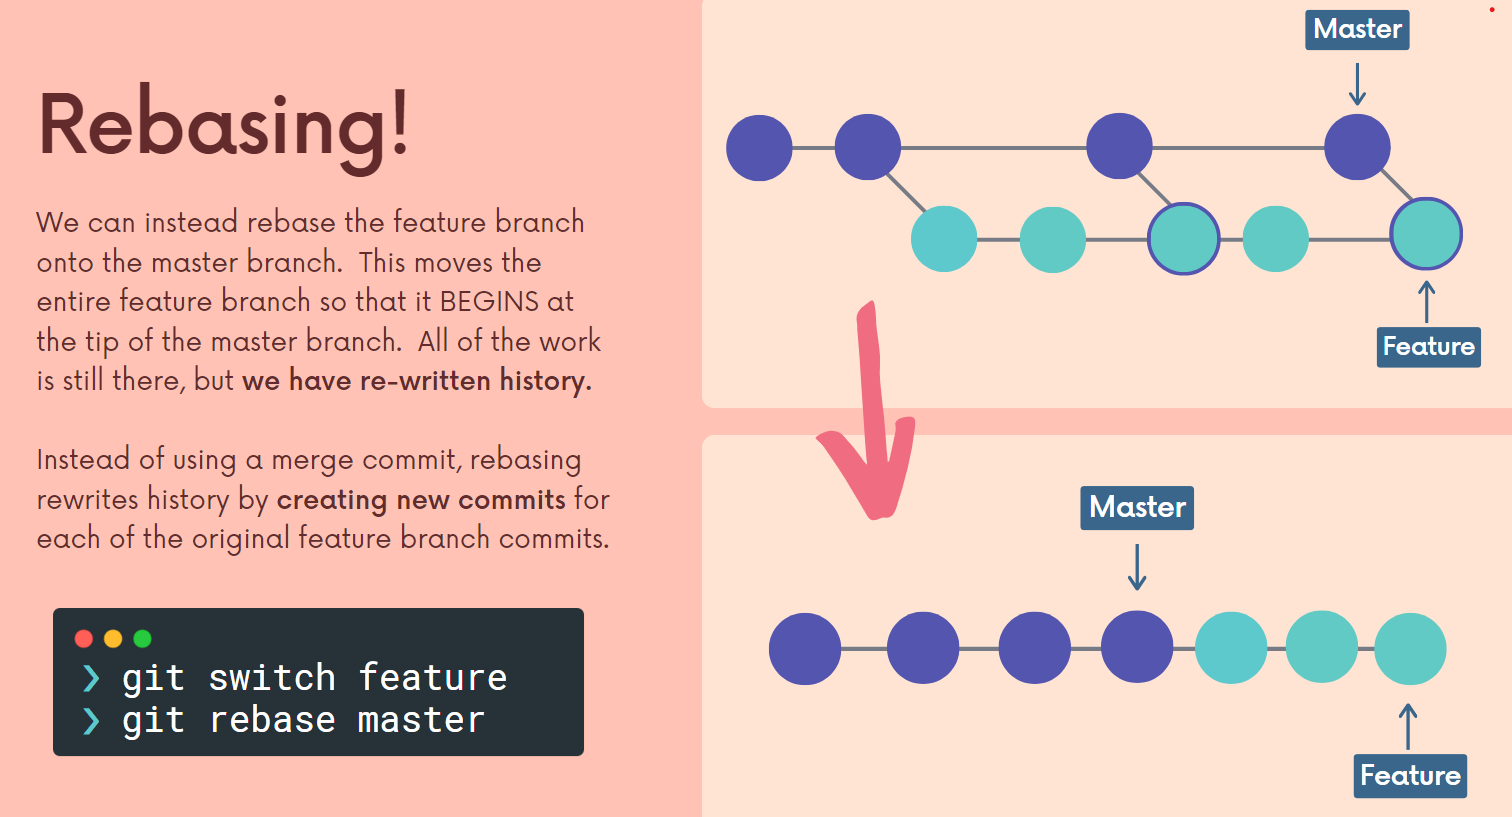 Rebasing!
We can instead rebase the feature branch
onto the master branch.  This moves the
entire feature branch so that it BEGINS at
the tip of the master branch.  All of the work
is still there, but we have re-written history.
Instead of using a merge commit, rebasing
rewrites history by creating new commits for
each of the original feature branch commits.
❯ git switch feature
❯ git rebase master
Master
Feature
Master
Feature